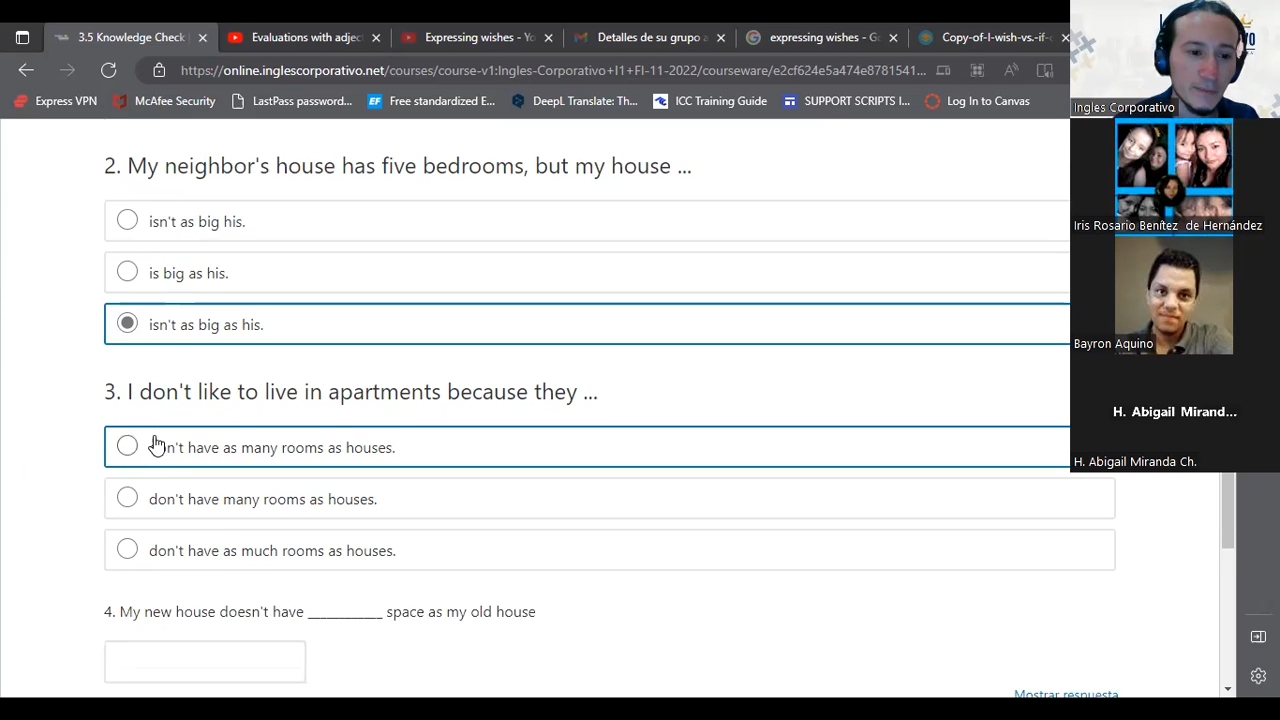 3.5 Knowledge Check
Evaluations with adject
Expressing wishes - Yo
Detalles de su grupo a
expressing wishes - Go
Copy-of-I-wish-vs.-if-c
https://online.inglescorporativo.net/courses/course-v1:Ingles-Corporativo+I1+FI-11-2022/courseware/e2cf624e5a474e8781541...
Express VPN
McAfee Security
LastPass password...
EF
Free standardized E...
DeepL Translate: Th...
ICC Training Guide
SUPPORT SCRIPTS I...
Log In to Canvas
2. My neighbor's house has five bedrooms, but my house ...
isn't as big his.
is big as his.
isn't as big as his.
3. I don't like to live in apartments because they ...
n't have as many rooms as houses.
don't have many rooms as houses.
don't have as much rooms as houses.
4. My new house doesn't have ____________ space as my old house
Mostrar respuesta
Ingles Corporativo
Iris Rosario Benítez de Hernández
Bayron Aquino
H. Abigail Mirand...
H. Abigail Miranda Ch.